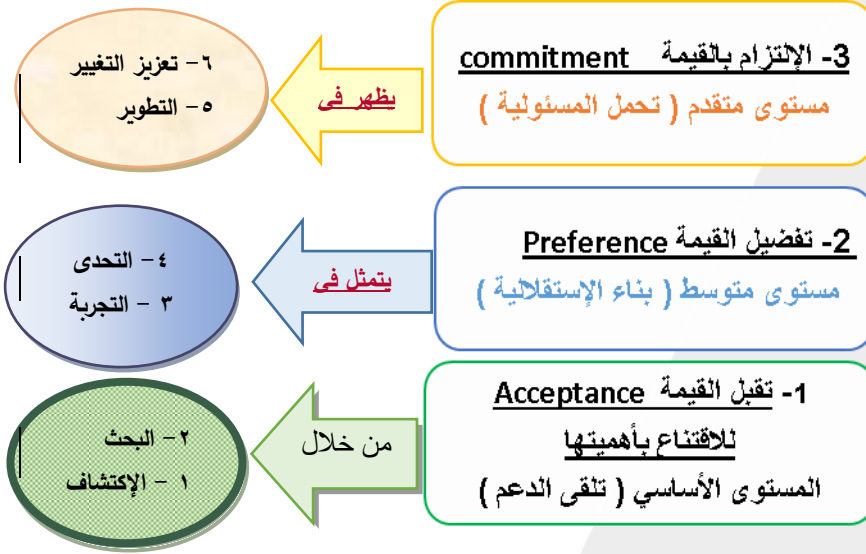 3- الإلتزام بالقيمة commitment
مستوى متقدم ( تحمل المسئولية )
يظهر فى
٦- تعزيز التغيير
٥- التطوير
2- تفضيل القيمة Preference
مستوى متوسط ( بناء الإستقلالية )
يتمثل فى
٤- التحدى
٣- التجربة
1- تقبل القيمة Acceptance
للاقتناع بأهميتها
المستوى الأساسي ( تلقى الدعم )
من خلال
٢- البحث
١- الإكتشاف